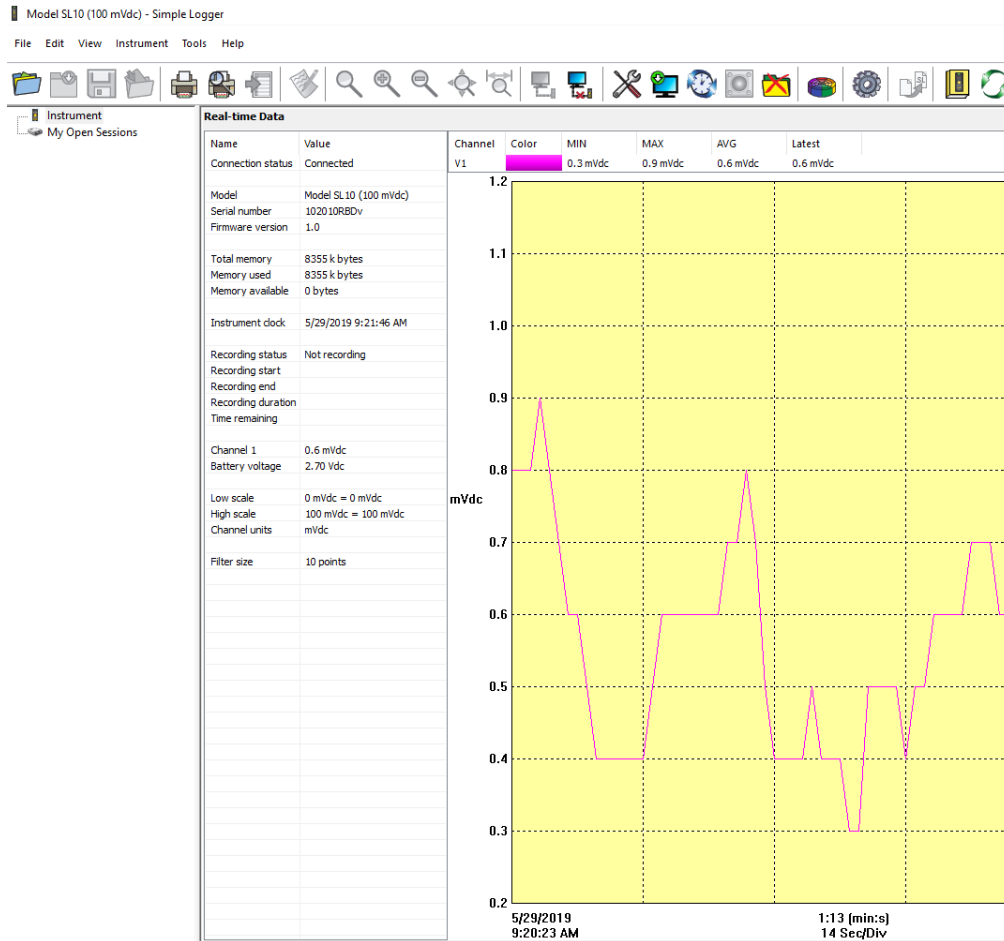 Model SL10 (100 mVdc) - Simple Logger
File Edit View Instrument Tools Help
Instrument
My Open Sessions
Real-time Data
Name Value
Connection status Connected
Model Model SL10 (100 mVdc)
Serial number 102010RBDv
Firmware version 1.0
Total memory 8355 k bytes
Memory used 8355 k bytes
Memory available 0 bytes
Instrument clock 5/29/2019 9:21:46 AM
Recording status Not recording
Recording start
Recording end
Recording duration
Time remaining
Channel 1 0.6 mVdc
Battery voltage 2.70 Vdc
Low scale 0 mVdc = 0 mVdc
High scale 100 mVdc = 100 mVdc
Channel units mVdc
Filter size 10 points
Channel Color MIN MAX AVG Latest
V1 0.3 mVdc 0.9 mVdc 0.6 mVdc 0.6 mVdc
1.2
1.1
1.0
0.9
0.8
mVdc
0.7
0.6
0.5
0.4
0.3
0.2
5/29/2019 1:13 (min:s)
9:20:23 AM 14 Sec/Div